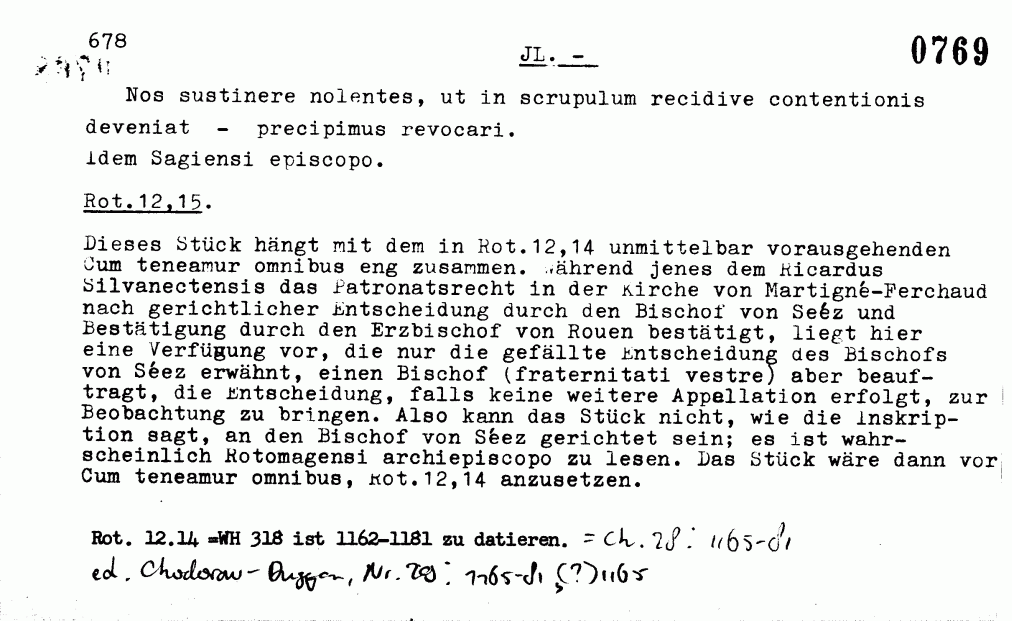 678
JL. -
0769
Nos sustinere nolentes, ut in scrupulum recidive contentionis
deveniat - precipimus revocari.
Idem Sagiensi episcopo.
Rot.12,15.
Dieses Stück hängt mit dem in Rot.12,14 unmittelbar vorausgehenden
Cum teneamur omnibus eng zusammen. Während jenes dem Ricardus
Silvanectensis das Patronatsrecht in der Kirche von Martigné-Ferchaud
nach gerichtlicher Entscheidung durch den Bischof von Seéz und
Bestätigung durch den Erzbischof von Rouen bestätigt, liegt hier
eine Verfügung vor, die nur die gefällte Entscheidung des Bischofs
von Séez erwähnt, einen Bischof (fraternitati vestre) aber beauf-
tragt, die Entscheidung, falls keine weitere Appellation erfolgt, zur
Beobachtung zu bringen. Also kann das Stück nicht, wie die Inskrip-
tion sagt, an den Bischof von Séez gerichtet sein; es ist wahr-
scheinlich Rotomagensi archiepiscopo zu lesen. Das Stück wäre dann vor
Cum teneamur omnibus, Rot.12,14 anzusetzen.
Rot. 12.14 =WH 318 ist 1162-1181 zu datieren. = Ch. 28: 1165-81
ed. Chodorow-Duggan, Nr. : 1165-81 (?)1165